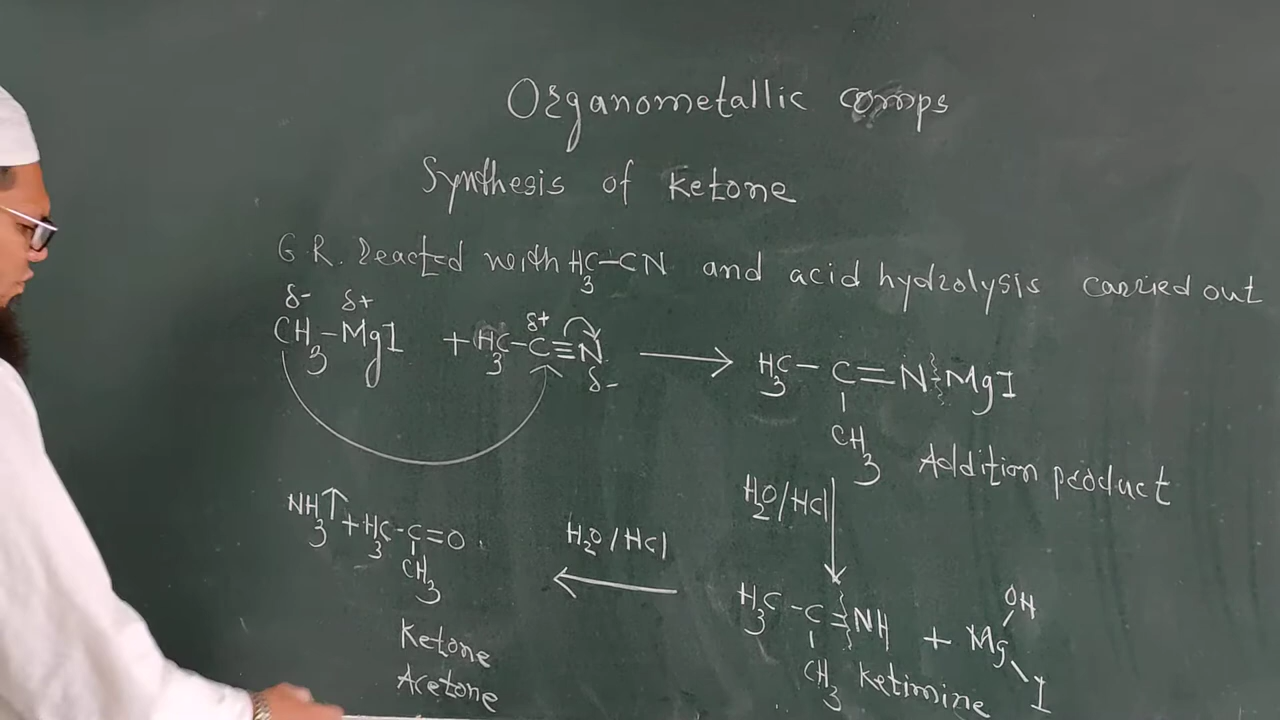 Organometallic comps
Synthesis of ketone
G.R. Reacted with H3C-CN and acid hydrolysis carried out
δ- δ+ δ+
CH3-MgI + H3C-C≡N → H3C-C=N-MgI
δ-
CH3 Addition product
H2O/HCl
NH3↑ + H3C-C=O
CH3
H2O/HCl
H3C-C=NH + Mg
OH
I
CH3 Ketimine
Ketone
Acetone